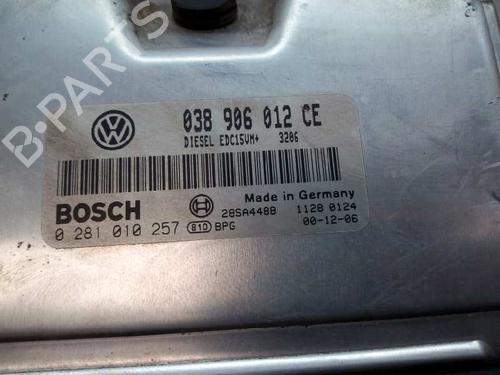 038 906 012 CE
DIESEL EDC15VM+ 3206
BOSCH
Made in Germany
28SA4488 1128 0124
0 281 010 257 810 BPG 00-12-06
B-PARTS